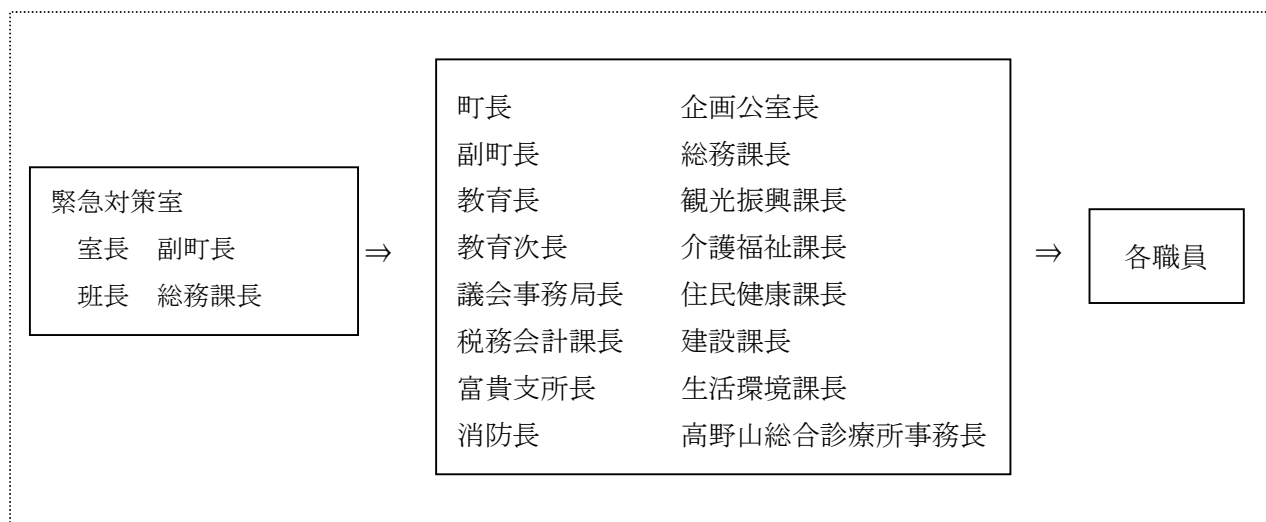 緊急対策室
室長 副町長
班長 総務課長
⇒
町長 企画公室長
副町長 総務課長
教育長 観光振興課長
教育次長 介護福祉課長
議会事務局長 住民健康課長
税務会計課長 建設課長
富貴支所長 生活環境課長
消防長 高野山総合診療所事務長
⇒
各職員